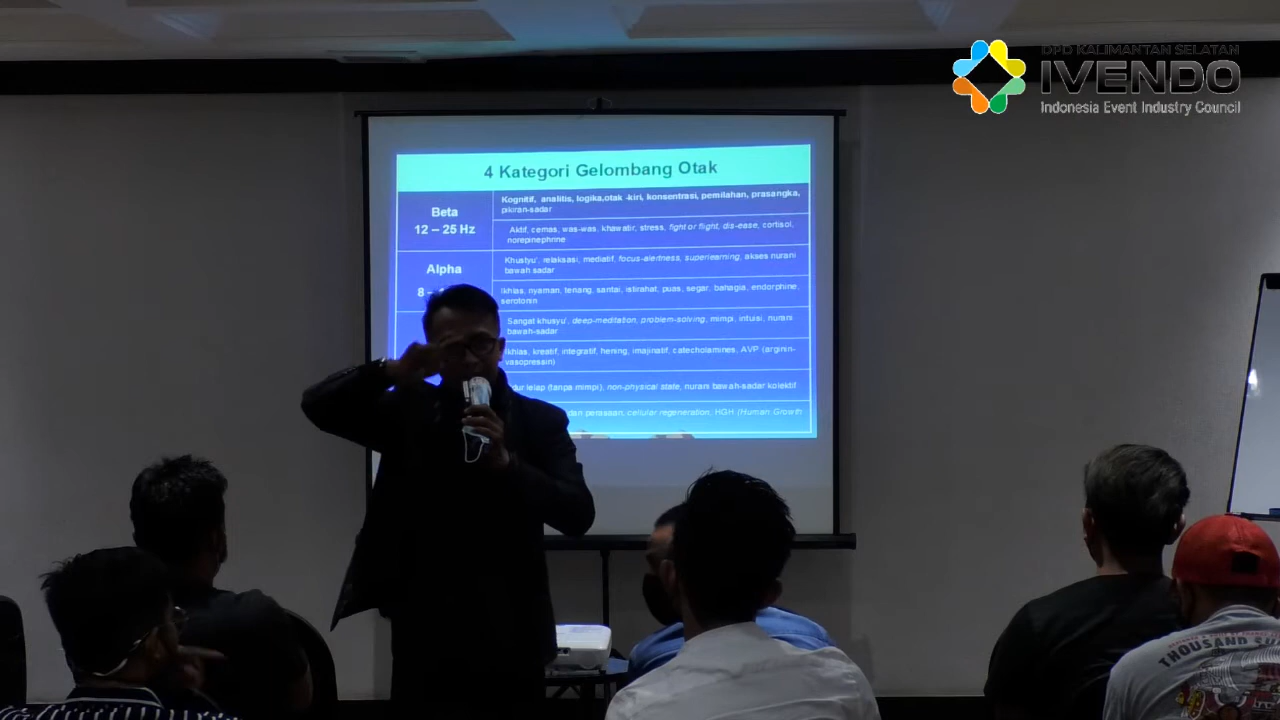 DPD KALIMANTAN SELATAN
IVENDO
Indonesia Event Industry Council
4 Kategori Gelombang Otak
Beta
12 – 25 Hz
Kognitif, analitis, logika,otak -kiri, konsentrasi, pemilahan, prasangka,
pikiran-sadar
Aktif, cemas, was-was, khawatir, stress, fight or flight, dis-ease, cortisol,
norepinephrine
Alpha
8 –
Khusyu', relaksasi, mediatif, focus-alertness, superlearning, akses nurani
bawah sadar
Ikhlas, nyaman, tenang, santai, istirahat, puas, segar, bahagia, endorphine,
serotonin
Sangat khusyu', deep-meditation, problem-solving, mimpi, intuisi, nurani
bawah-sadar
Ikhlas, kreatif, integratif, hening, imajinatif, catecholamines, AVP (arginin-
vasopressin)
lelap (tanpa mimpi), non-physical state, nurani bawah-sadar kolektif
dan perasaan, cellular regeneration, HGH (Human Growth
THOUSAND